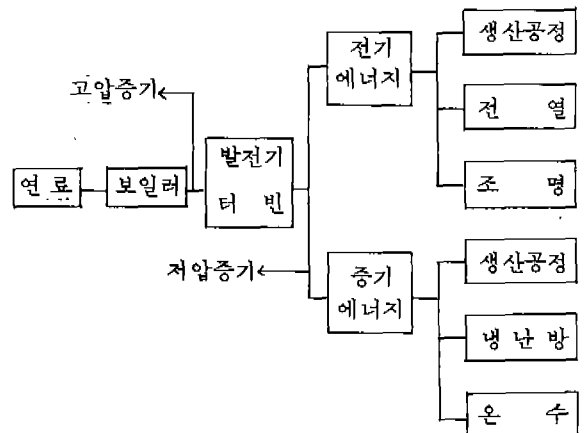 생산공정
전기
에너지
고압증기
전 열
발전기
터 빈
연료
보일러
조 명
저압증기
생산공정
증기
에너지
냉난방
온 수